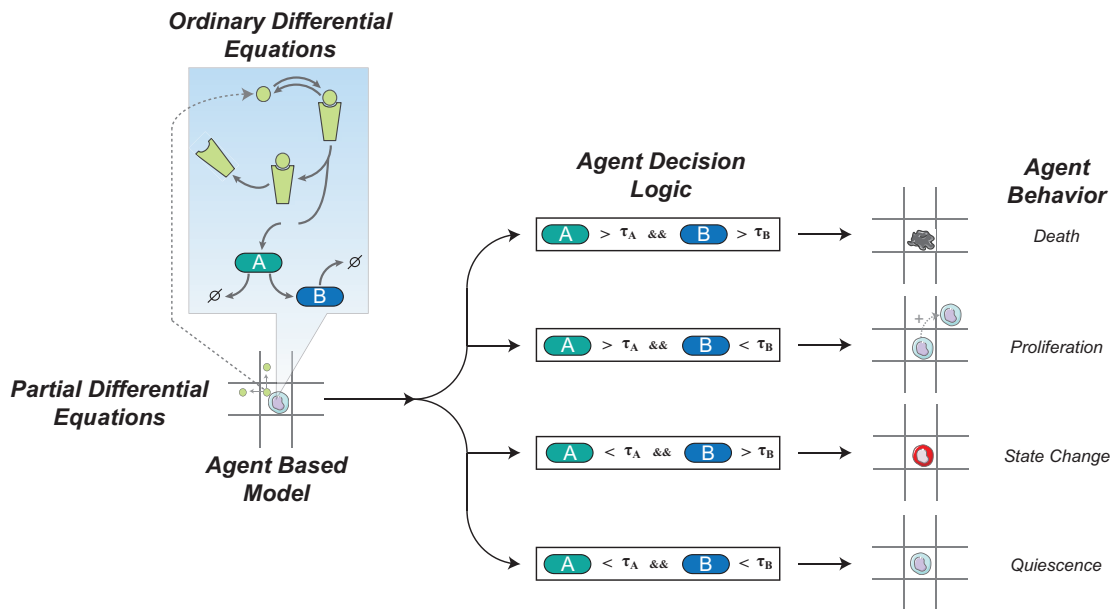 Ordinary Differential
Equations
A
∅
B
∅
Partial Differential
Equations
Agent Based
Model
Agent Decision
Logic
A > τA && B > τB
A > τA && B < τB
A < τA && B > τB
A < τA && B < τB
Agent
Behavior
Death
+
Proliferation
State Change
Quiescence